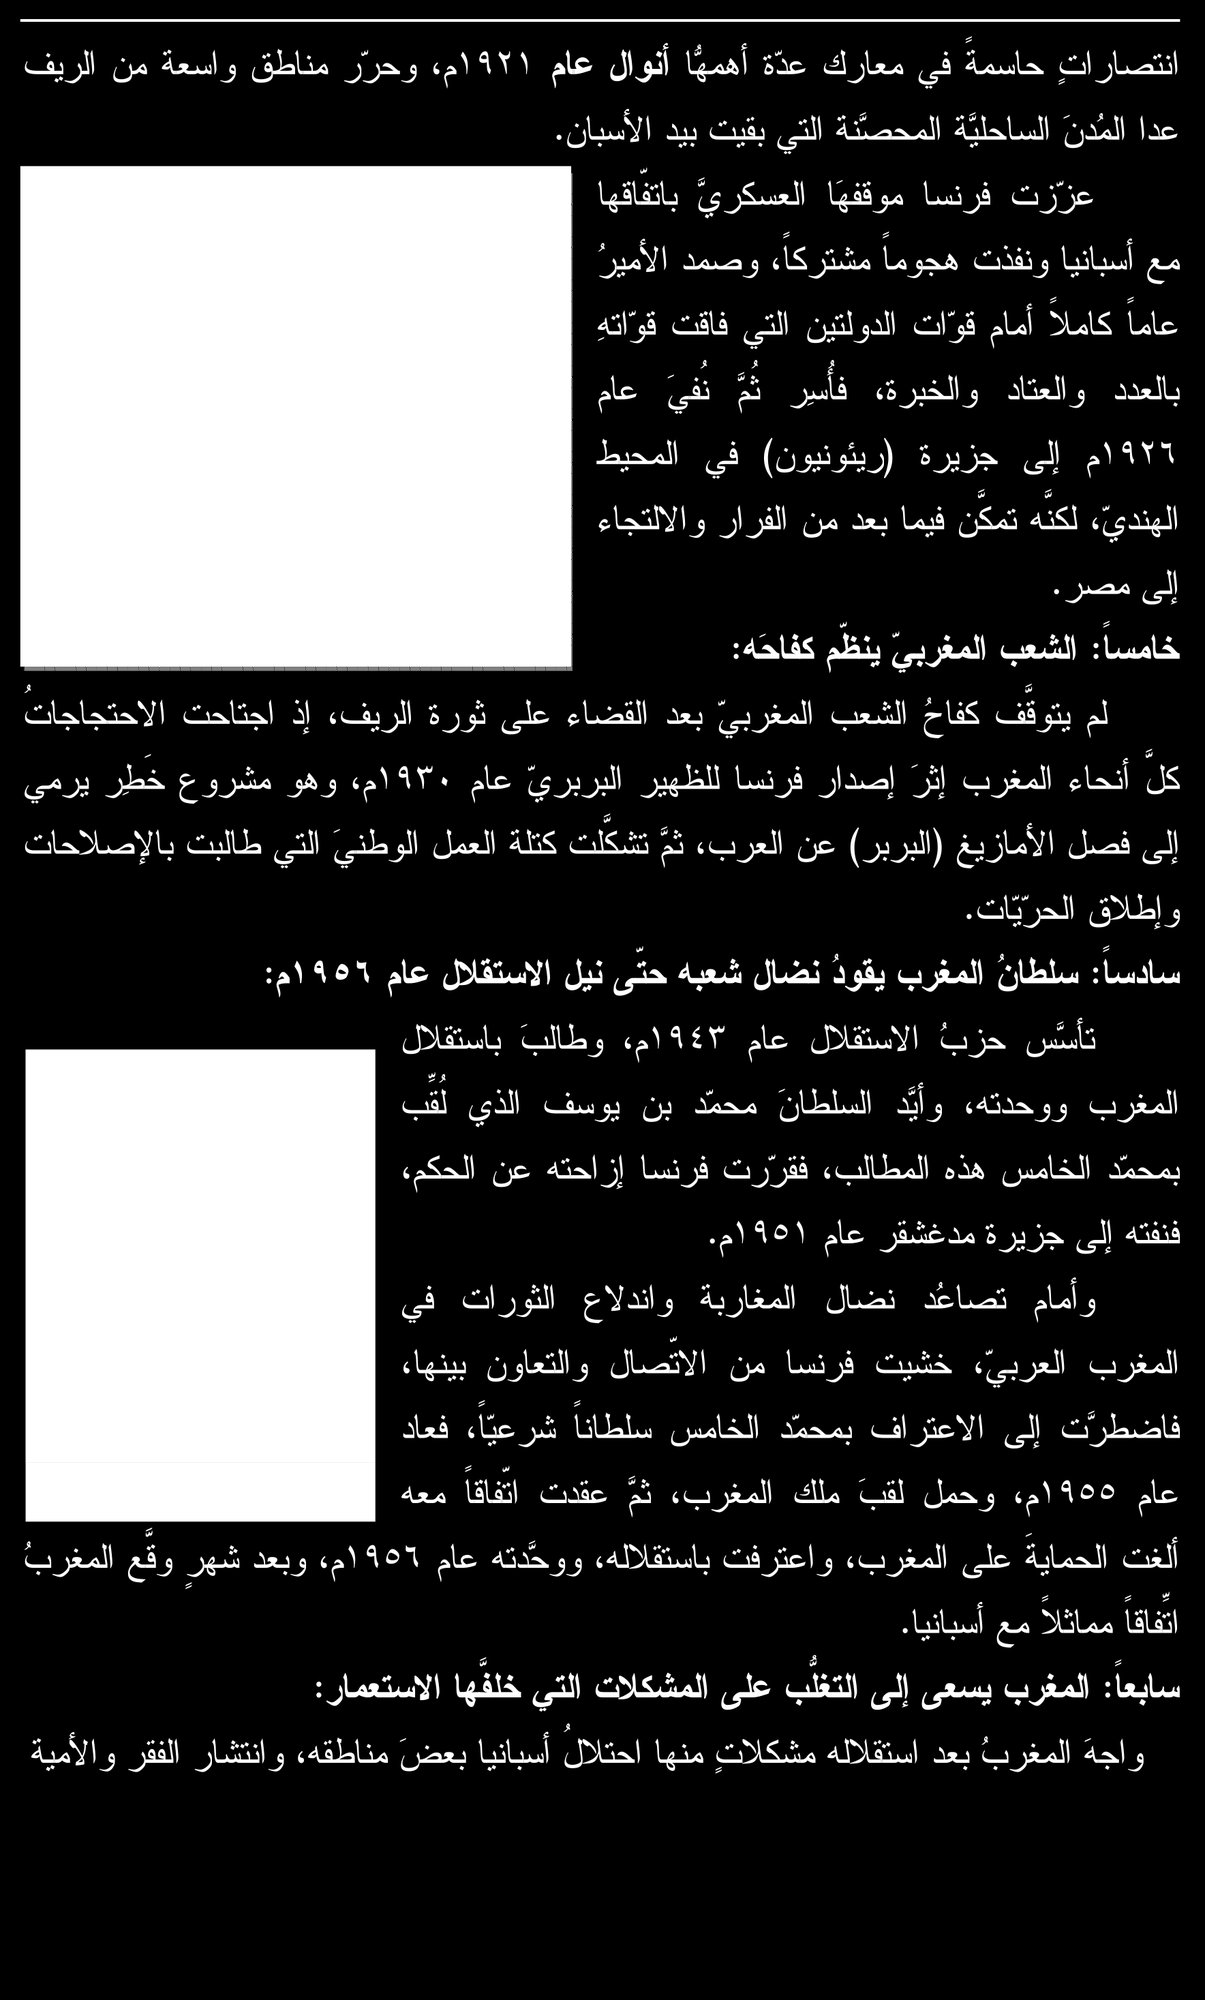 انتصاراتٍ حاسمةً في معارك عدّة أهمهُّا أنوال عام ١٩٢١م، وحررّ مناطق واسعة من الريف
عدا المُدنَ الساحليَّة المحصَّنة التي بقيت بيد الأسبان.
عزّزت فرنسا موقفهَا العسكريَّ باتفّاقها
مع أسبانيا ونفذت هجوماً مشتركاً، وصمد الأميرُ
عاماً كاملاً أمام قوّات الدولتين التي فاقت قوّاتهِ
بالعدد والعتاد والخبرة، فأُسِر ثُمَّ نُفيَ عام
١٩٢٦م إلى جزيرة (ريئونيون) في المحيط
الهنديّ، لكنَّه تمكَّن فيما بعد من الفرار والالتجاء
إلى مصر.
خامساً: الشعب المغربيّ ينظّم كفاحَه:
لم يتوقَّف كفاحُ الشعب المغربيّ بعد القضاء على ثورة الريف، إذ اجتاحت الاحتجاجاتُ
كلَّ أنحاء المغرب إثرَ إصدار فرنسا للظهير البربريّ عام ١٩٣٠م، وهو مشروع خَطِر يرمي
إلى فصل الأمازيغ (البربر) عن العرب، ثمَّ تشكَّلت كتلة العمل الوطنيَ التي طالبت بالإصلاحات
وإطلاق الحرّيّات.
سادساً: سلطانُ المغرب يقودُ نضال شعبه حتّى نيل الاستقلال عام ١٩٥٦م:
تأسَّس حزبُ الاستقلال عام ١٩٤٣م، وطالبَ باستقلال
المغرب ووحدته، وأيَّد السلطانَ محمّد بن يوسف الذي لُقِّب
بمحمّد الخامس هذه المطالب، فقررّت فرنسا إزاحته عن الحكم،
فنفته إلى جزيرة مدغشقر عام ١٩٥١م.
وأمام تصاعُد نضال المغاربة واندلاع الثورات في
المغرب العربيّ، خشيت فرنسا من الاتّصال والتعاون بينها،
فاضطرَّت إلى الاعتراف بمحمّد الخامس سلطاناً شرعيّاً، فعاد
عام ١٩٥٥م، وحمل لقبَ ملك المغرب، ثمَّ عقدت اتّفاقاً معه
ألغت الحمايةَ على المغرب، واعترفت باستقلاله، ووحَّدته عام ١٩٥٦م، وبعد شهرٍ وقَّع المغربُ
اتِّفاقاً مماثلاً مع أسبانيا.
سابعاً: المغرب يسعى إلى التغلُّب على المشكلات التي خلفَّها الاستعمار:
واجهَ المغربُ بعد استقلاله مشكلاتٍ منها احتلالُ أسبانيا بعضَ مناطقه، وانتشار الفقر والأمية